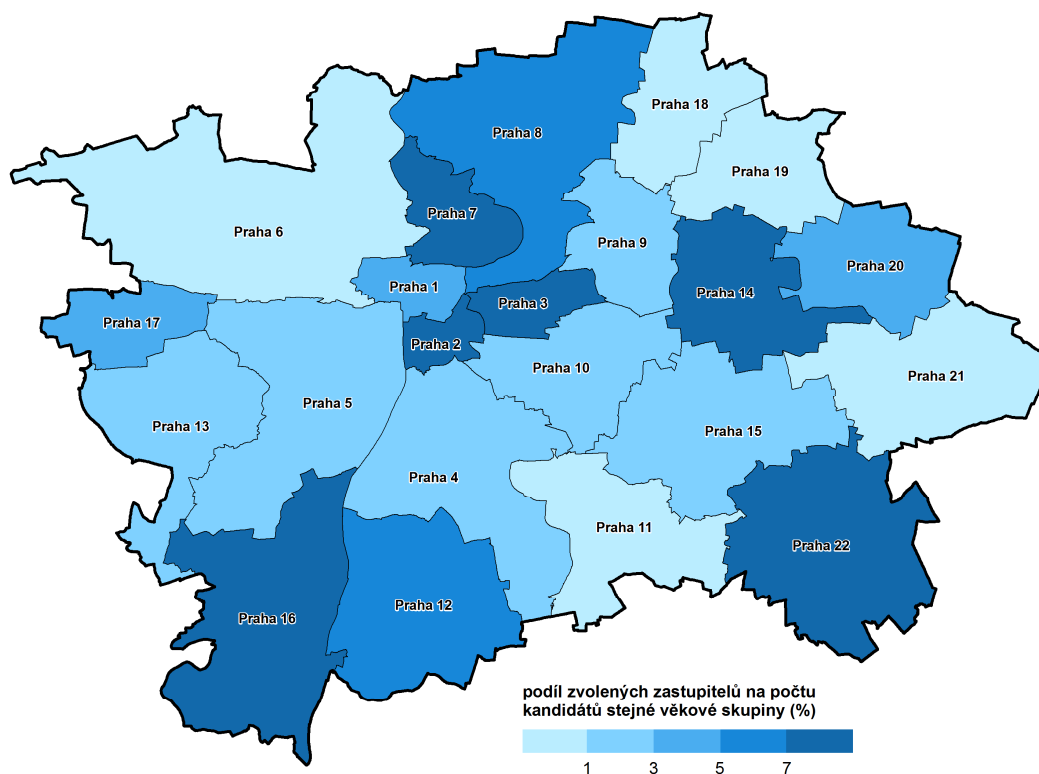 Praha 18
Praha 8
Praha 19
Praha 7
Praha 6
Praha 9
Praha 20
Praha 1
Praha 14
Praha 3
Praha 17
Praha 2
Praha 10
Praha 21
Praha 5
Praha 13
Praha 15
Praha 4
Praha 11
Praha 22
Praha 12
Praha 16
podíl zvolených zastupitelů na počtu
kandidátů stejné věkové skupiny (%)
1 3 5 7